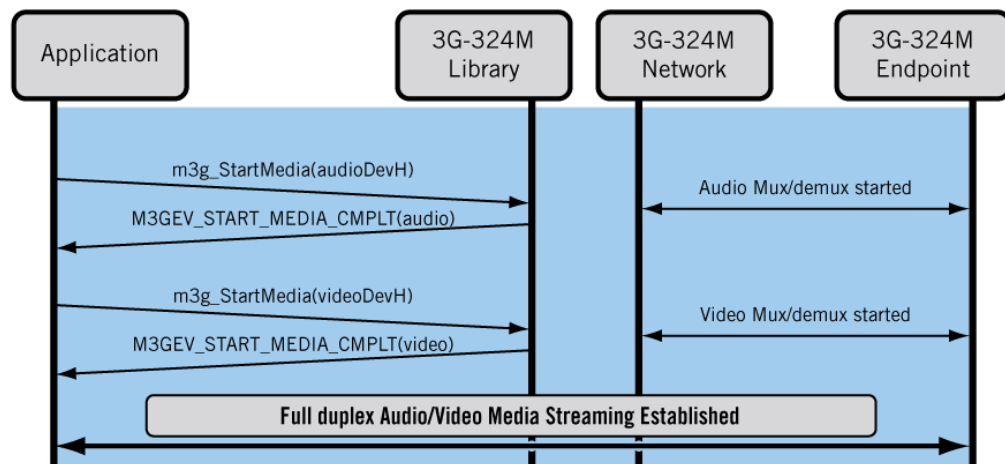 Application
3G-324M
Library
3G-324M
Network
3G-324M
Endpoint
m3g_StartMedia(audioDevH)
Audio Mux/demux started
M3GEV_START_MEDIA_CMPLT(audio)
m3g_StartMedia(videoDevH)
Video Mux/demux started
M3GEV_START_MEDIA_CMPLT(video)
Full duplex Audio/Video Media Streaming Established